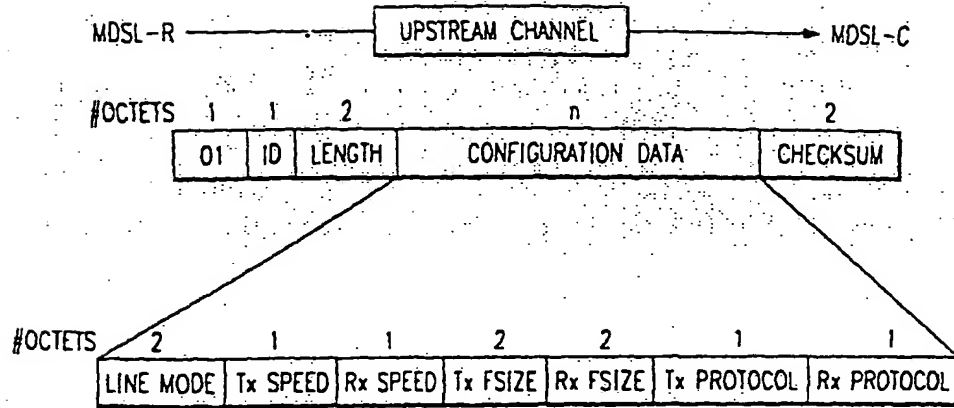 MDSL-R UPSTREAM CHANNEL MDSL-C
#OCTETS 1 1 2 n 2
01 ID LENGTH CONFIGURATION DATA CHECKSUM
#OCTETS 2 1 1 2 2 1 1
LINE MODE Tx SPEED Rx SPEED Tx FSIZE Rx FSIZE Tx PROTOCOL Rx PROTOCOL